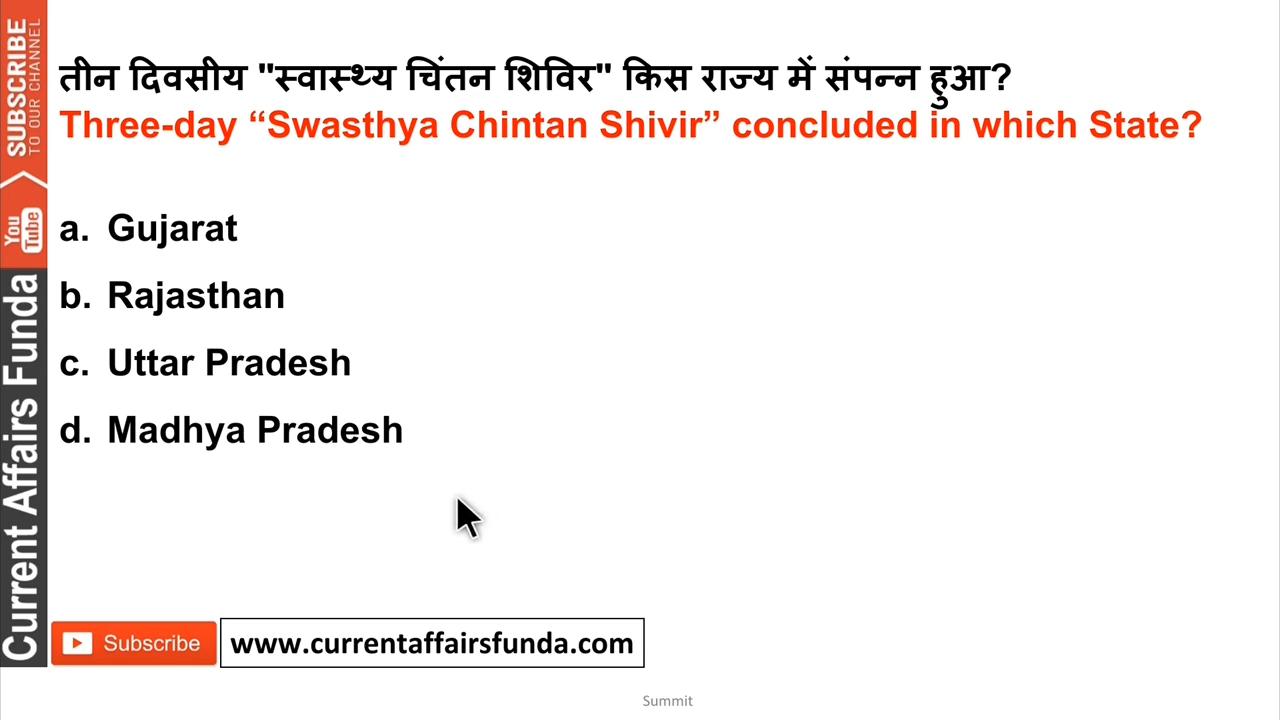 तीन दिवसीय "स्वास्थ्य चिंतन शिविर" किस राज्य में संपन्न हुआ?
Three-day “Swasthya Chintan Shivir” concluded in which State?
a. Gujarat
b. Rajasthan
c. Uttar Pradesh
d. Madhya Pradesh
SUBSCRIBE
TO OUR CHANNEL
You
Tube
Current Affairs Funda
Subscribe
www.currentaffairsfunda.com
Summit